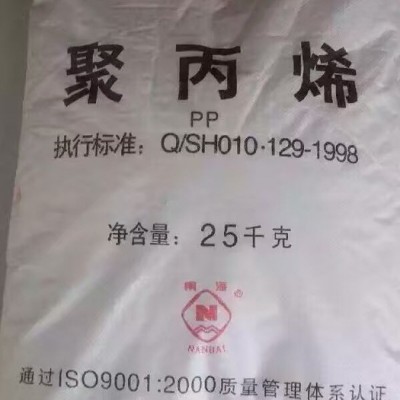 聚丙烯
PP
执行标准：Q/SH010·129-1998
净含量：25千克
南海
®
N
NANHAI
通过ISO9001:2000质量管理体系认证